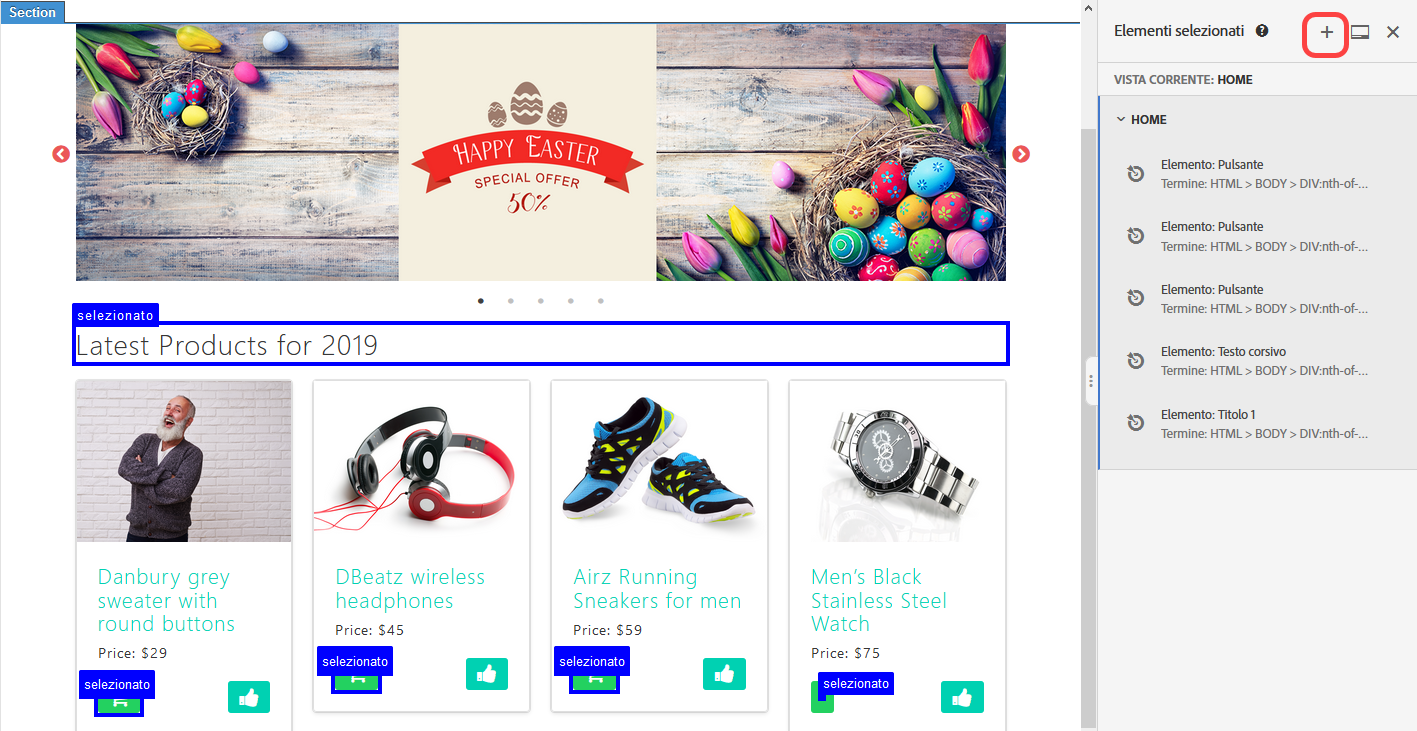 Section
HAPPY EASTER
SPECIAL OFFER
50%
selezionato
Latest Products for 2019
Danbury grey
sweater with
round buttons
Price: $29
selezionato
DBeatz wireless
headphones
Price: $45
selezionato
Airz Running
Sneakers for men
Price: $59
selezionato
Men's Black
Stainless Steel
Watch
Price: $75
selezionato
Elementi selezionati
VISTA CORRENTE: HOME
HOME
Elemento: Pulsante
Termine: HTML > BODY > DIV:nth-of-...
Elemento: Pulsante
Termine: HTML > BODY > DIV:nth-of-...
Elemento: Pulsante
Termine: HTML > BODY > DIV:nth-of-...
Elemento: Testo corsivo
Termine: HTML > BODY > DIV:nth-of-...
Elemento: Titolo 1
Termine: HTML > BODY > DIV:nth-of-...